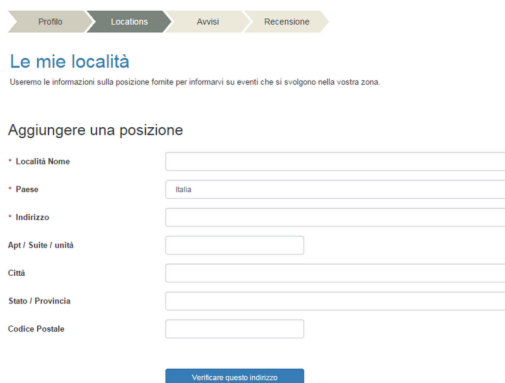 Profilo Locations Avvisi Recensione
Le mie località
Useremo le informazioni sulla posizione fornite per informarvi su eventi che si svolgono nella vostra zona.
Aggiungere una posizione
* Località Nome
* Paese Italia
* Indirizzo
Apt / Suite / unità
Città
Stato / Provincia
Codice Postale
Verificare questo indirizzo